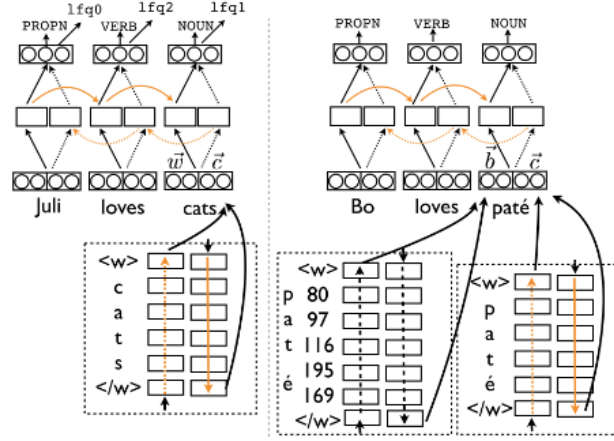 lfq0 lfq2 lfq1
PROPN VERB NOUN
w c
Juli loves cats
<w>
c
a
t
s
</w>
PROPN VERB NOUN
b c
Bo loves paté
<w>
p 80
a 97
t 116
195
é 169
</w>
<w>
p
a
t
é
</w>